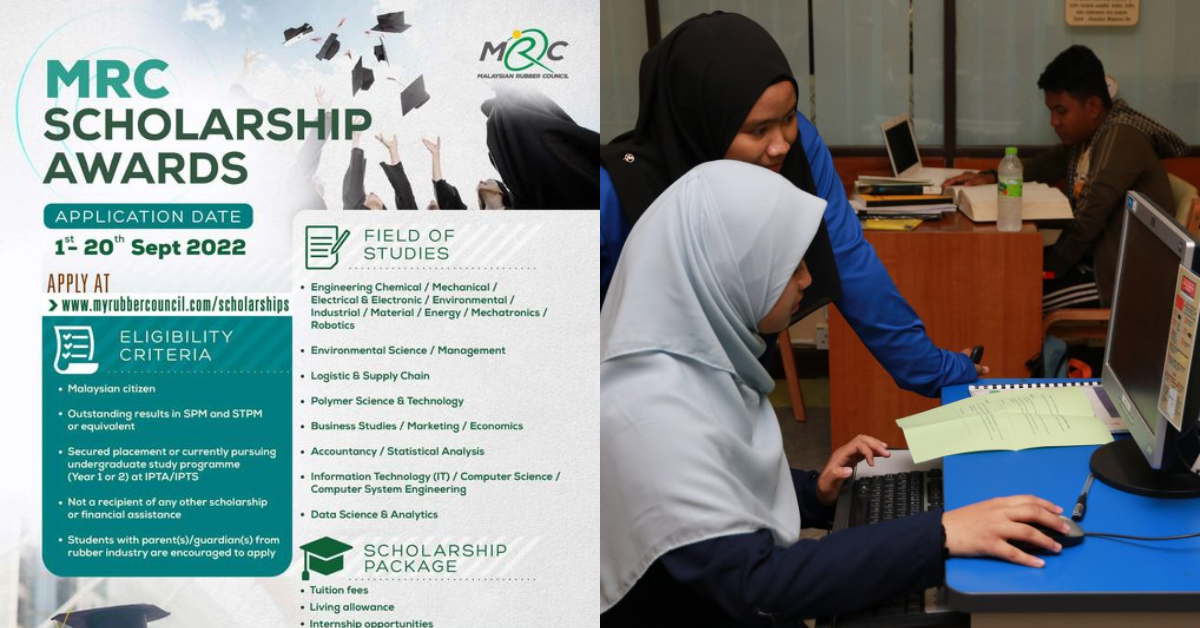 MRC
SCHOLARSHIP
AWARDS
MRC
MALAYSIAN RUBBER COUNCIL
APPLICATION DATE
1st- 20th Sept 2022
APPLY AT
www.myrubbercouncil.com/scholarships
ELIGIBILITY
CRITERIA
• Malaysian citizen
• Outstanding results in SPM and STPM
or equivalent
• Secured placement or currently pursuing
undergraduate study programme
(Year 1 or 2) at IPTA/IPTS
• Not a recipient of any other scholarship
or financial assistance
• Students with parent(s)/guardian(s) from
rubber industry are encouraged to apply
FIELD OF
STUDIES
• Engineering Chemical / Mechanical /
Electrical & Electronic / Environmental /
Industrial / Material / Energy / Mechatronics /
Robotics
• Environmental Science / Management
• Logistic & Supply Chain
• Polymer Science & Technology
• Business Studies / Marketing / Economics
• Accountancy / Statistical Analysis
• Information Technology (IT) / Computer Science /
Computer System Engineering
• Data Science & Analytics
SCHOLARSHIP
PACKAGE
• Tuition fees
• Living allowance
• Internship opportunities